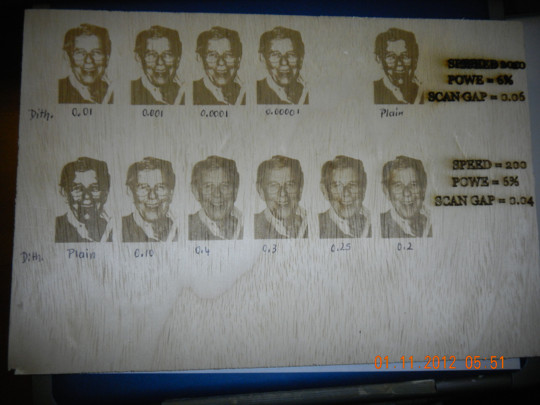 POWE = 6%
SCAN GAP = 0.06
Dith. 0.01 0.001 0.0001 0.00001 Plain
SPEED = 200
POWE = 5%
SCAN GAP = 0.04
Dith. Plain 0.10 0.4 0.3 0.25 0.2
01.11.2012 05:51